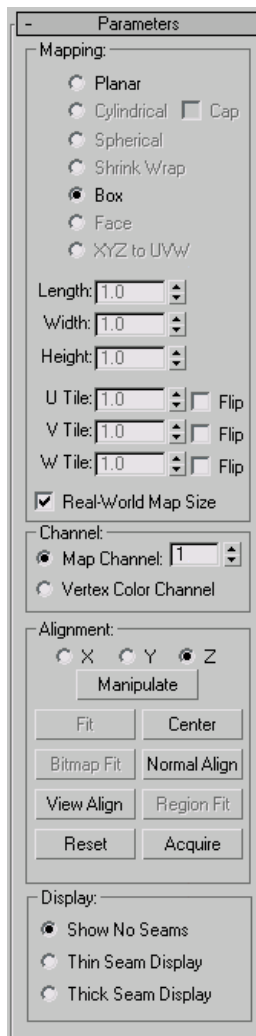 - Parameters
Mapping:
Planar
Cylindrical Cap
Spherical
Shrink Wrap
Box
Face
XYZ to UVW
Length: 1.0
Width: 1.0
Height: 1.0
U Tile: 1.0 Flip
V Tile: 1.0 Flip
W Tile: 1.0 Flip
Real-World Map Size
Channel:
Map Channel: 1
Vertex Color Channel
Alignment:
X Y Z
Manipulate
Fit Center
Bitmap Fit Normal Align
View Align Region Fit
Reset Acquire
Display:
Show No Seams
Thin Seam Display
Thick Seam Display